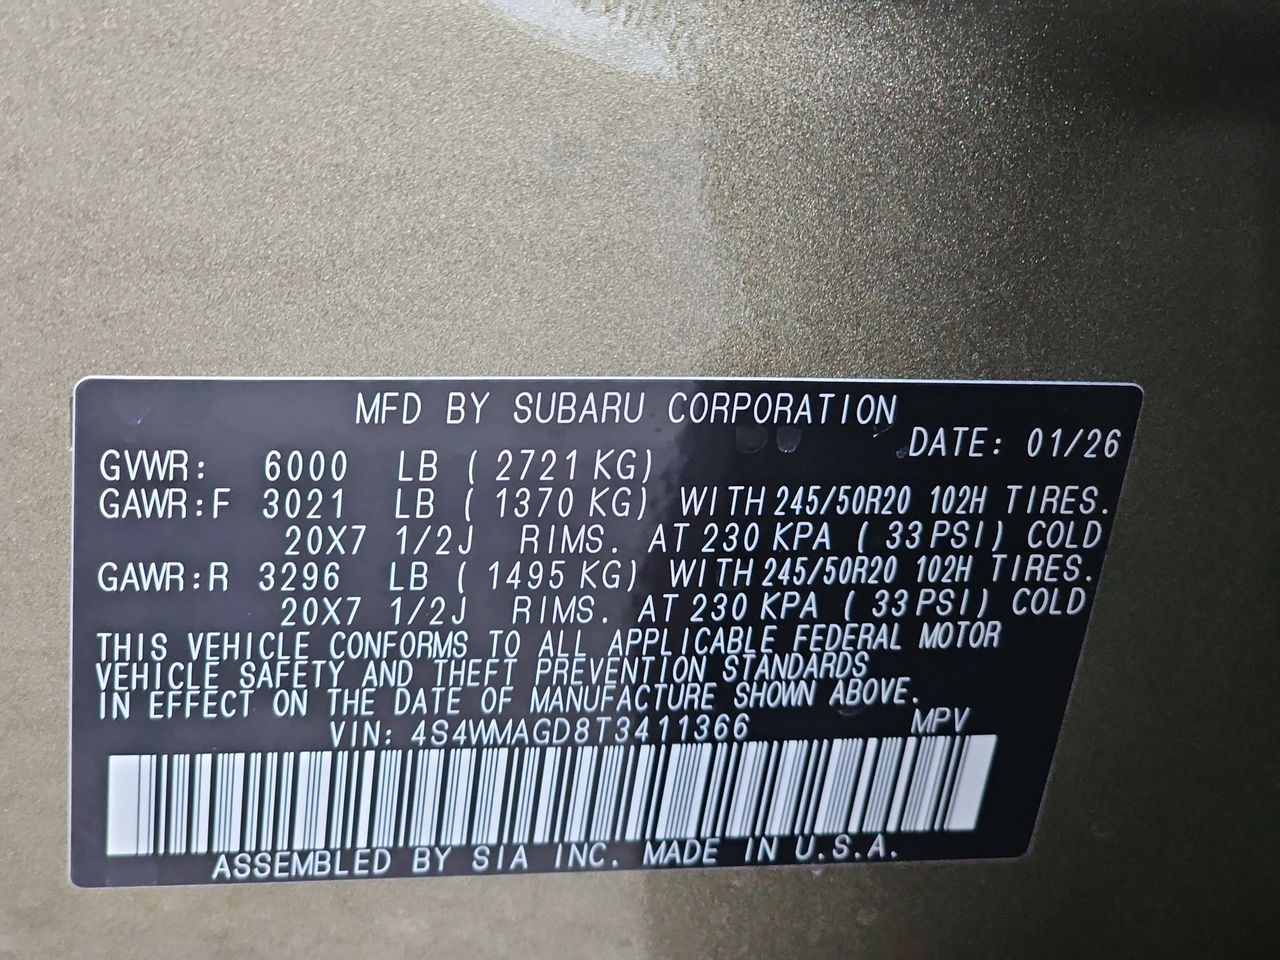 MFD BY SUBARU CORPORATION
DATE: 01/26
GVWR: 6000 LB ( 2721 KG)
GAWR:F 3021 LB ( 1370 KG) WITH 245/50R20 102H TIRES.
20X7 1/2J RIMS. AT 230 KPA ( 33 PSI) COLD
GAWR:R 3296 LB ( 1495 KG) WITH 245/50R20 102H TIRES.
20X7 1/2J RIMS. AT 230 KPA ( 33 PSI) COLD
THIS VEHICLE CONFORMS TO ALL APPLICABLE FEDERAL MOTOR
VEHICLE SAFETY AND THEFT PREVENTION STANDARDS
IN EFFECT ON THE DATE OF MANUFACTURE SHOWN ABOVE.
VIN: 4S4WMAGD8T3411366 MPV
ASSEMBLED BY SIA INC. MADE IN U.S.A.